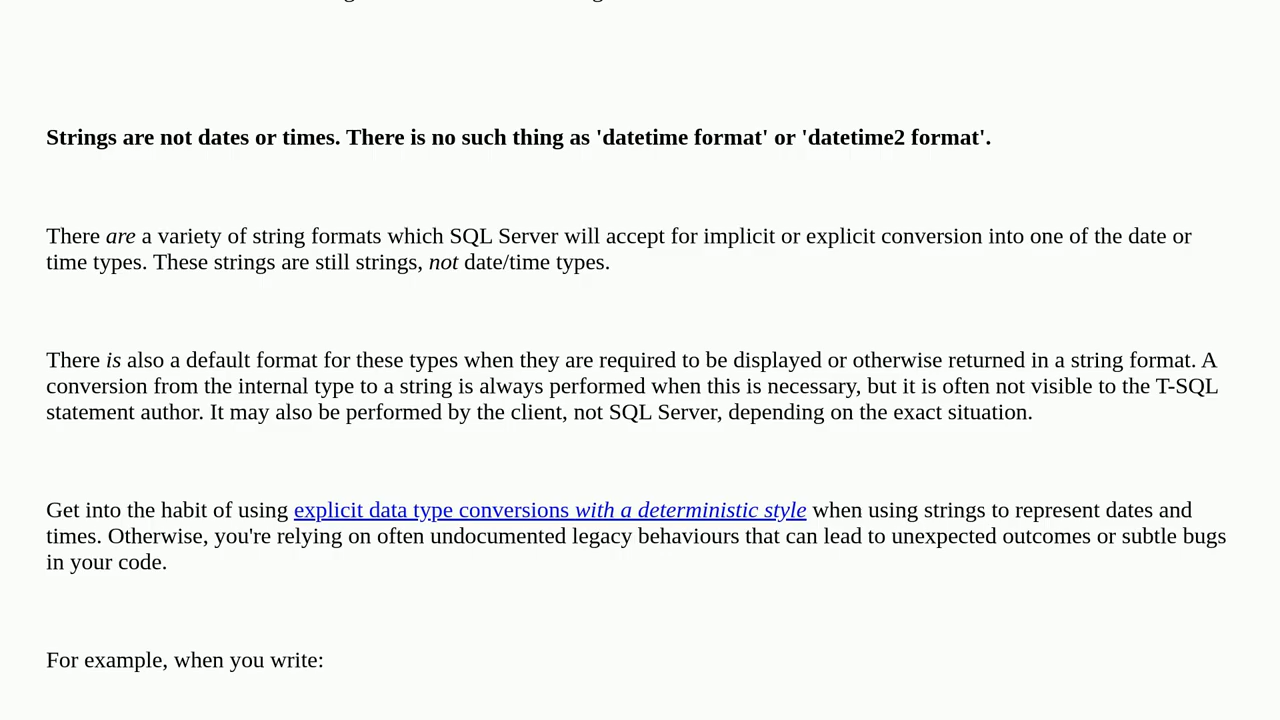 Strings are not dates or times. There is no such thing as 'datetime format' or 'datetime2 format'.
There are a variety of string formats which SQL Server will accept for implicit or explicit conversion into one of the date or
time types. These strings are still strings, not date/time types.
There is also a default format for these types when they are required to be displayed or otherwise returned in a string format. A
conversion from the internal type to a string is always performed when this is necessary, but it is often not visible to the T-SQL
statement author. It may also be performed by the client, not SQL Server, depending on the exact situation.
Get into the habit of using explicit data type conversions with a deterministic style when using strings to represent dates and
times. Otherwise, you're relying on often undocumented legacy behaviours that can lead to unexpected outcomes or subtle bugs
in your code.
For example, when you write: